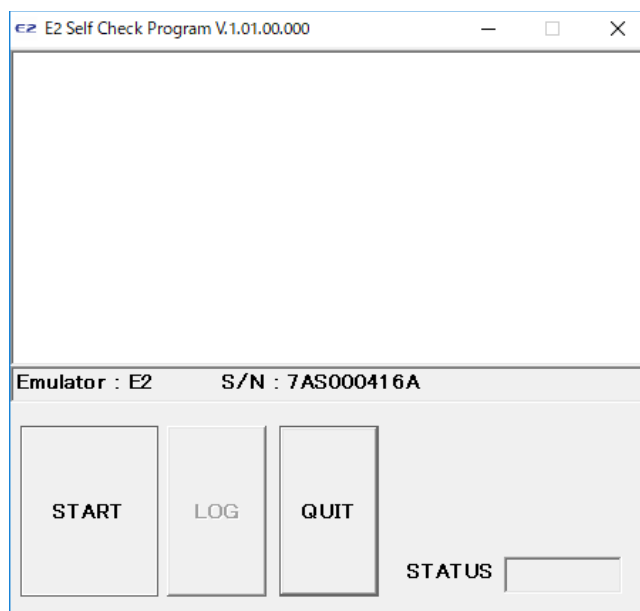 E2 E2 Self Check Program V.1.01.00.000
Emulator : E2 S/N : 7AS000416A
START LOG QUIT
STATUS